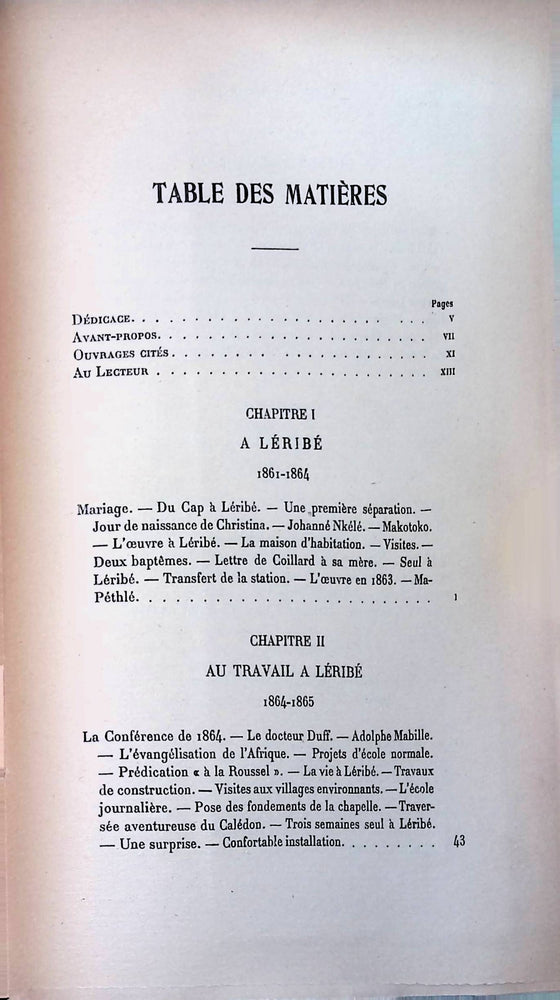 TABLE DES MATIÈRES
Pages
DÉDICACE. . . . . . . . . . . . . . . . . . . . . . V
AVANT-PROPOS. . . . . . . . . . . . . . . . . . . . VII
OUVRAGES CITÉS. . . . . . . . . . . . . . . . . . . XI
AU LECTEUR . . . . . . . . . . . . . . . . . . . . XIII
CHAPITRE I
A LÉRIBÉ
1861-1864
Mariage. — Du Cap à Léribé. — Une première séparation. —
Jour de naissance de Christina. — Johanné Nkélé. — Makotoko.
— L'œuvre à Léribé. — La maison d'habitation. — Visites. —
Deux baptêmes. — Lettre de Coillard à sa mère. — Seul à
Léribé. — Transfert de la station. — L'œuvre en 1863. — Ma-
Péthlé. . . . . . . . . . . . . . . . . . . . . . . 1
CHAPITRE II
AU TRAVAIL A LÉRIBÉ
1864-1865
La Conférence de 1864. — Le docteur Duff. — Adolphe Mabille.
— L'évangélisation de l'Afrique. — Projets d'école normale.
— Prédication « à la Roussel ». — La vie à Léribé. — Travaux
de construction. — Visites aux villages environnants. — L'école
journalière. — Pose des fondements de la chapelle. — Traver-
sée aventureuse du Calédon. — Trois semaines seul à Léribé.
— Une surprise. — Confortable installation. . . . . . . . . 43